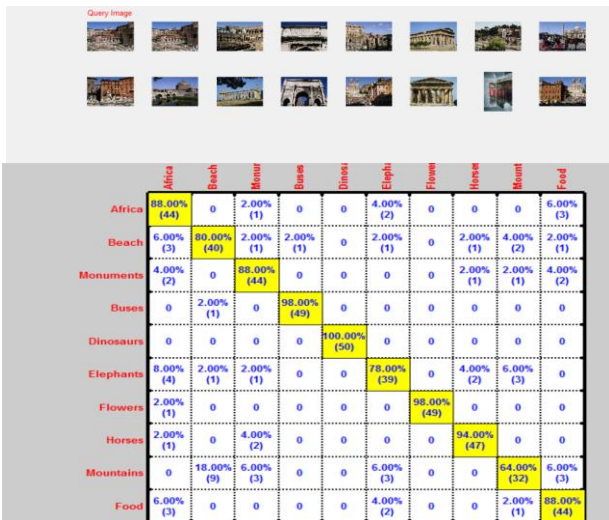 Query Image
Africa Beach Monur Buses Dinosa Elepha Flower Horses Mount Food
Africa 88.00% (44) 0 2.00% (1) 0 0 4.00% (2) 0 0 0 6.00% (3)
Beach 6.00% (3) 80.00% (40) 2.00% (1) 2.00% (1) 0 2.00% (1) 0 2.00% (1) 4.00% (2) 2.00% (1)
Monuments 4.00% (2) 0 88.00% (44) 0 0 0 0 2.00% (1) 2.00% (1) 4.00% (2)
Buses 0 2.00% (1) 0 98.00% (49) 0 0 0 0 0 0
Dinosaurs 0 0 0 0 100.00% (50) 0 0 0 0 0
Elephants 8.00% (4) 2.00% (1) 2.00% (1) 0 0 78.00% (39) 0 4.00% (2) 6.00% (3) 0
Flowers 2.00% (1) 0 0 0 0 0 98.00% (49) 0 0 0
Horses 2.00% (1) 0 4.00% (2) 0 0 0 0 94.00% (47) 0 0
Mountains 0 18.00% (9) 6.00% (3) 0 0 6.00% (3) 0 0 64.00% (32) 6.00% (3)
Food 6.00% (3) 0 0 0 0 4.00% (2) 0 0 2.00% (1) 88.00% (44)